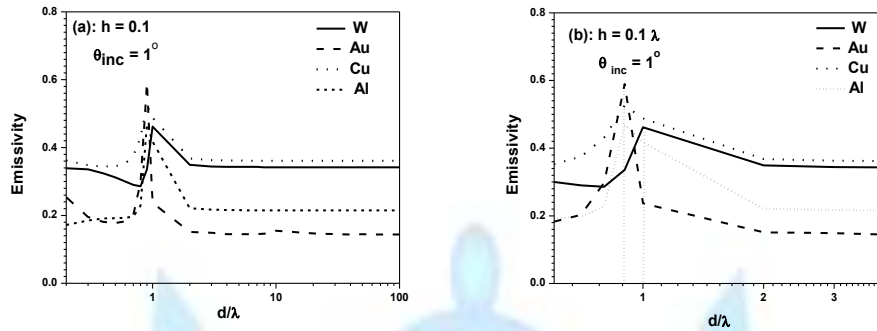 (a): h = 0.1
θinc = 1°
W
Au
Cu
Al
Emissivity
0.8
0.6
0.4
0.2
0.0
1
10
100
d/λ
(b): h = 0.1 λ
θ inc = 1°
W
Au
Cu
Al
Emissivity
0.8
0.6
0.4
0.2
0.0
1
2
3
d/λ